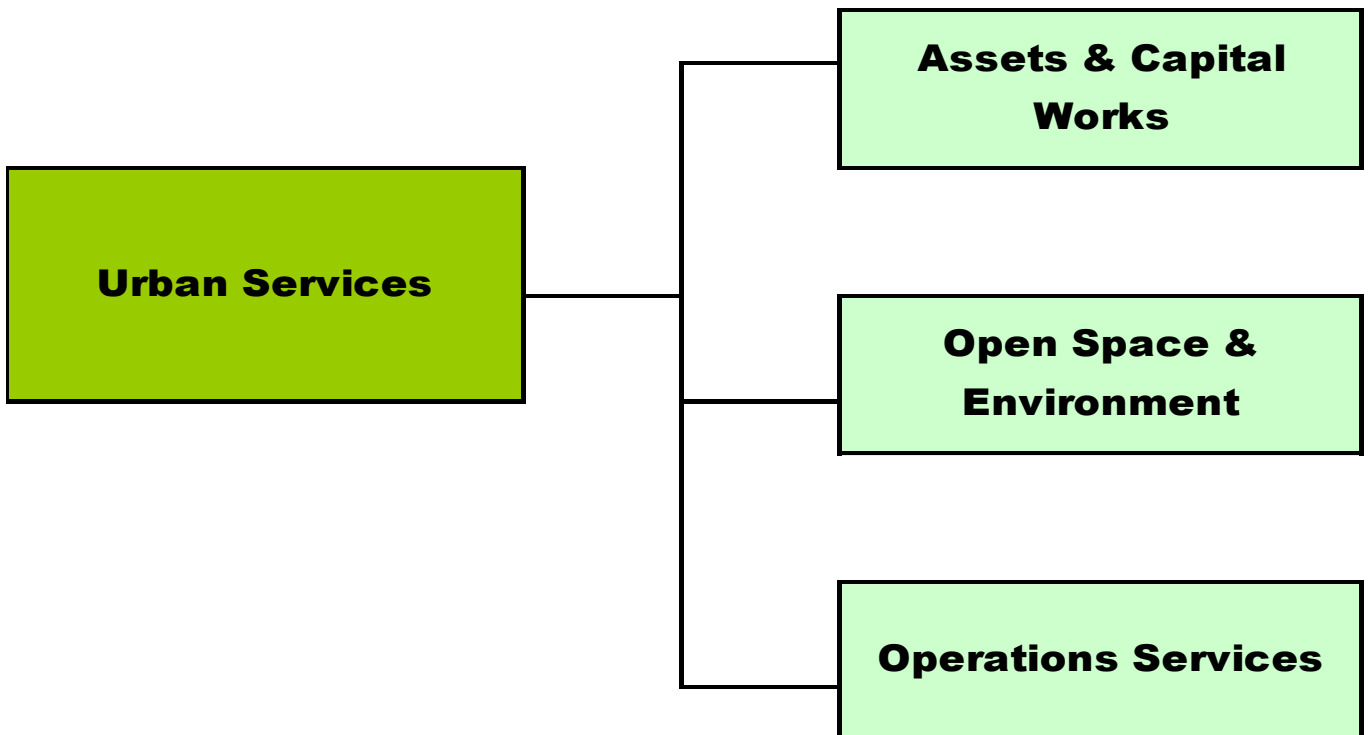 Assets & Capital
Works
Urban Services
Open Space &
Environment
Operations Services